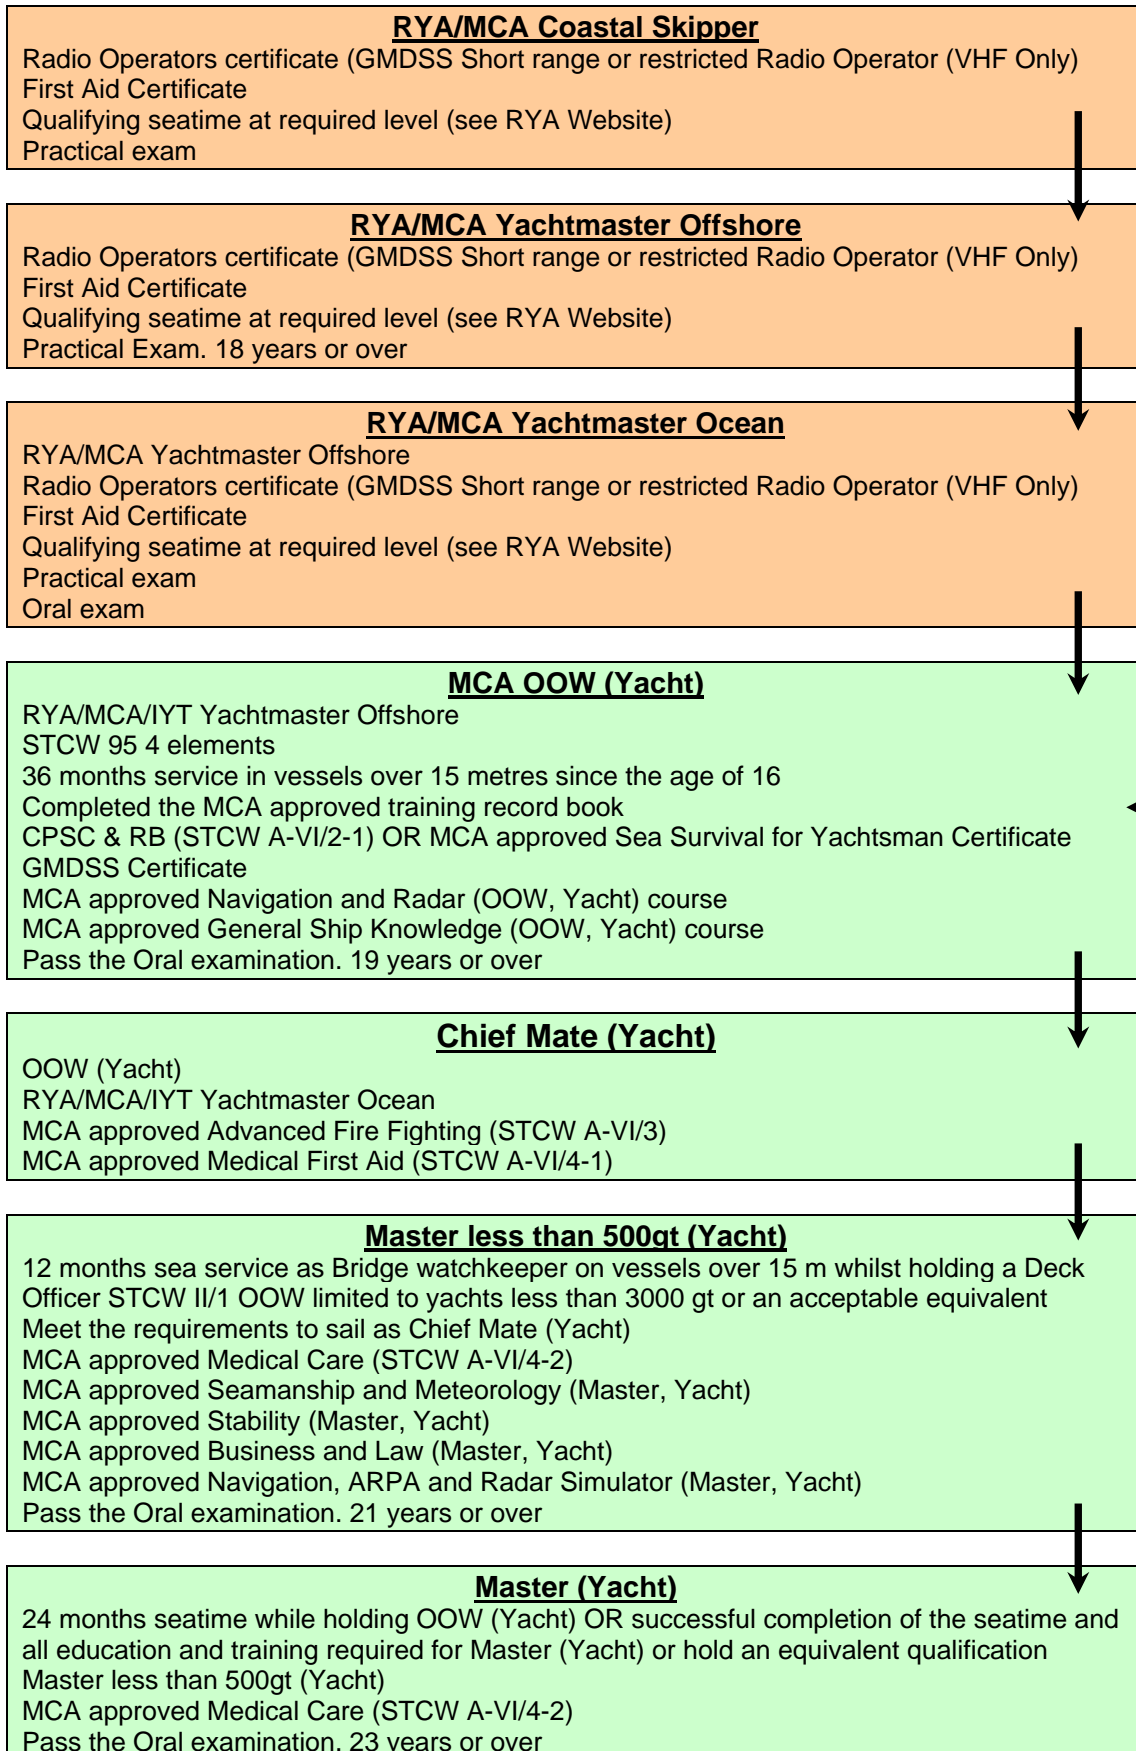 RYA/MCA Coastal Skipper
Radio Operators certificate (GMDSS Short range or restricted Radio Operator (VHF Only)
First Aid Certificate
Qualifying seatime at required level (see RYA Website)
Practical exam
RYA/MCA Yachtmaster Offshore
Radio Operators certificate (GMDSS Short range or restricted Radio Operator (VHF Only)
First Aid Certificate
Qualifying seatime at required level (see RYA Website)
Practical Exam. 18 years or over
RYA/MCA Yachtmaster Ocean
RYA/MCA Yachtmaster Offshore
Radio Operators certificate (GMDSS Short range or restricted Radio Operator (VHF Only)
First Aid Certificate
Qualifying seatime at required level (see RYA Website)
Practical exam
Oral exam
MCA OOW (Yacht)
RYA/MCA/IYT Yachtmaster Offshore
STCW 95 4 elements
36 months service in vessels over 15 metres since the age of 16
Completed the MCA approved training record book
CPSC & RB (STCW A-VI/2-1) OR MCA approved Sea Survival for Yachtsman Certificate
GMDSS Certificate
MCA approved Navigation and Radar (OOW, Yacht) course
MCA approved General Ship Knowledge (OOW, Yacht) course
Pass the Oral examination. 19 years or over
Chief Mate (Yacht)
OOW (Yacht)
RYA/MCA/IYT Yachtmaster Ocean
MCA approved Advanced Fire Fighting (STCW A-VI/3)
MCA approved Medical First Aid (STCW A-VI/4-1)
Master less than 500gt (Yacht)
12 months sea service as Bridge watchkeeper on vessels over 15 m whilst holding a Deck
Officer STCW II/1 OOW limited to yachts less than 3000 gt or an acceptable equivalent
Meet the requirements to sail as Chief Mate (Yacht)
MCA approved Medical Care (STCW A-VI/4-2)
MCA approved Seamanship and Meteorology (Master, Yacht)
MCA approved Stability (Master, Yacht)
MCA approved Business and Law (Master, Yacht)
MCA approved Navigation, ARPA and Radar Simulator (Master, Yacht)
Pass the Oral examination. 21 years or over
Master (Yacht)
24 months seatime while holding OOW (Yacht) OR successful completion of the seatime and
all education and training required for Master (Yacht) or hold an equivalent qualification
Master less than 500gt (Yacht)
MCA approved Medical Care (STCW A-VI/4-2)
Pass the Oral examination. 23 years or over